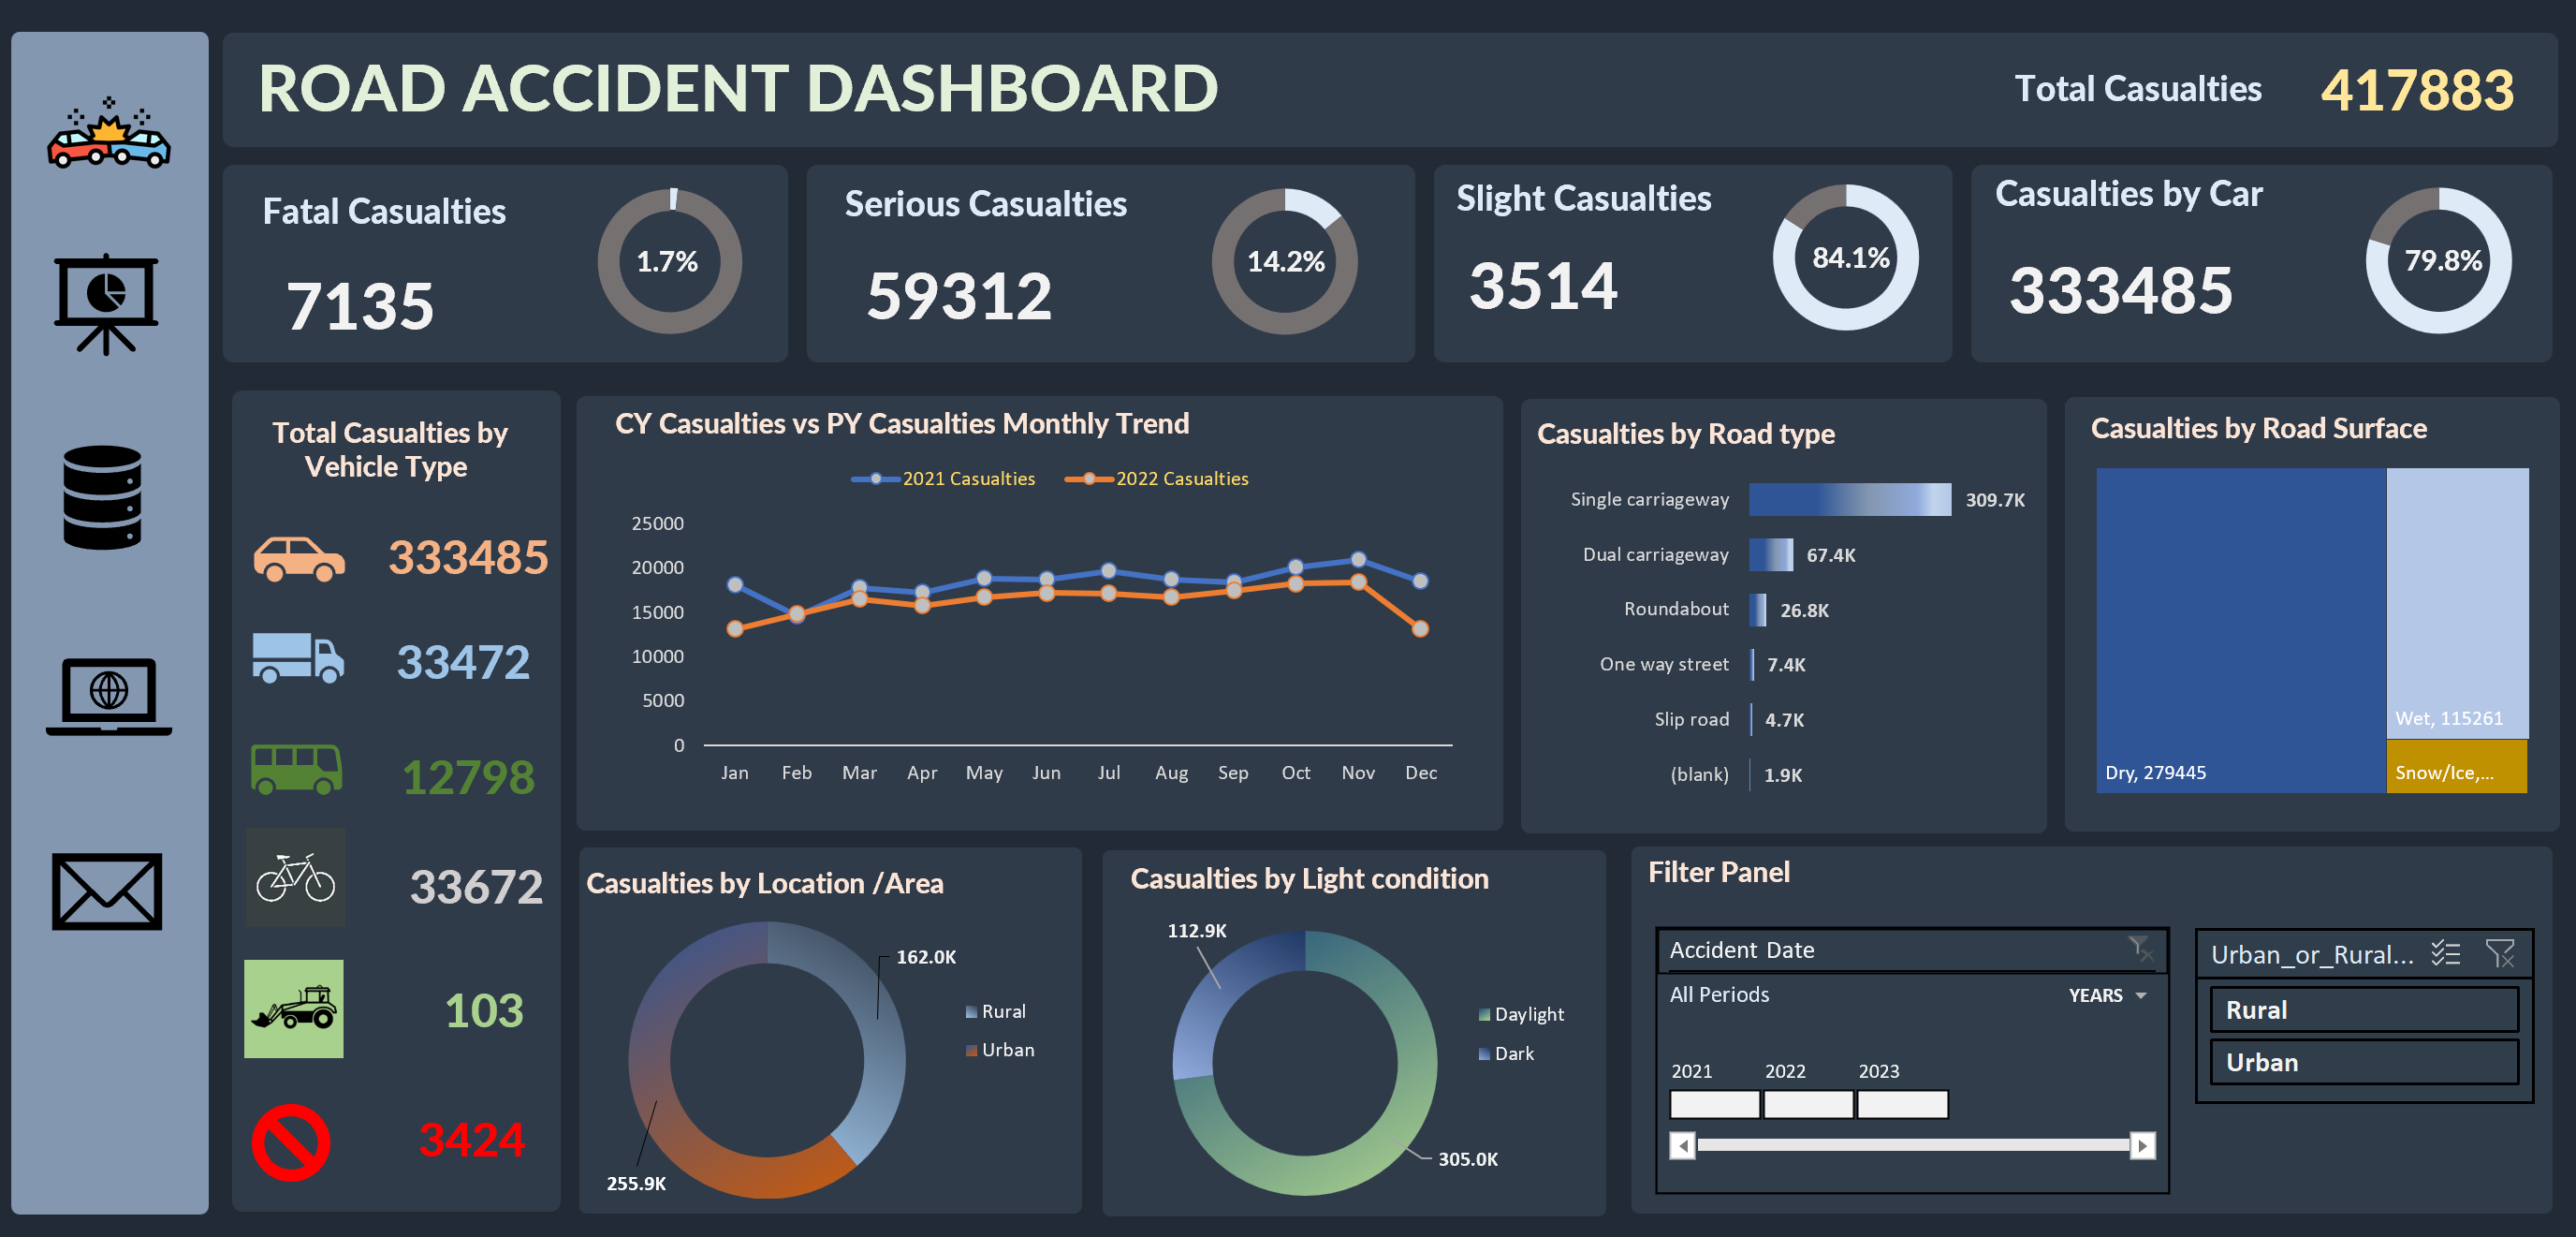 ROAD ACCIDENT DASHBOARD
Total Casualties 417883
Fatal Casualties
7135
1.7%
Serious Casualties
59312
14.2%
Slight Casualties
3514
84.1%
Casualties by Car
333485
79.8%
Total Casualties by
Vehicle Type
333485
33472
12798
33672
103
3424
CY Casualties vs PY Casualties Monthly Trend
2021 Casualties 2022 Casualties
25000
20000
15000
10000
5000
0
Jan Feb Mar Apr May Jun Jul Aug Sep Oct Nov Dec
Casualties by Road type
Single carriageway 309.7K
Dual carriageway 67.4K
Roundabout 26.8K
One way street 7.4K
Slip road 4.7K
(blank) 1.9K
Casualties by Road Surface
Wet, 115261
Dry, 279445
Snow/Ice,...
Casualties by Location /Area
162.0K
Rural
Urban
255.9K
Casualties by Light condition
112.9K
Daylight
Dark
305.0K
Filter Panel
Accident Date
All Periods YEARS
2021 2022 2023
Urban_or_Rural...
Rural
Urban